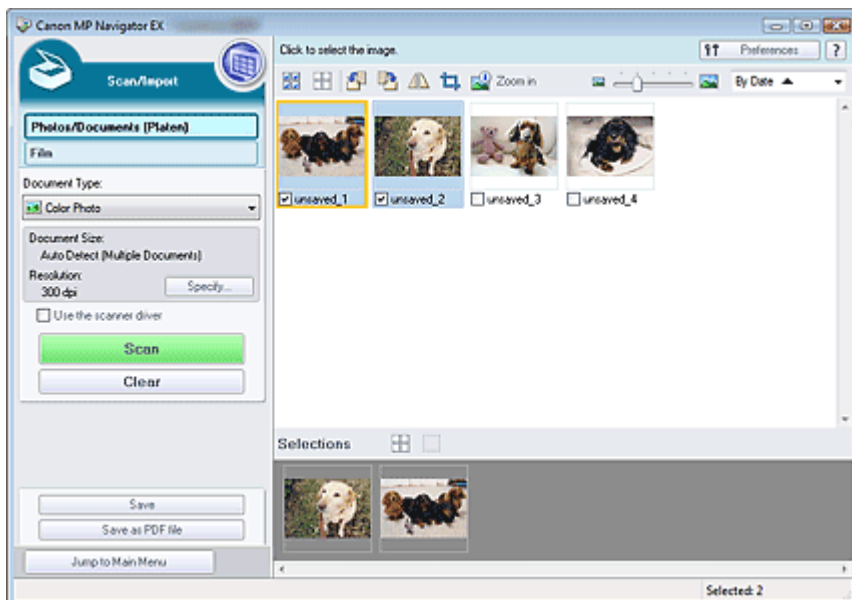 Canon MP Navigator EX
Scan/Import
Photos/Documents (Platen)
Film
Document Type:
Color Photo
Document Size:
Auto Detect (Multiple Documents)
Resolution:
300 dpi
Specify...
Use the scanner driver
Scan
Clear
Save
Save as PDF file
Jump to Main Menu
Click to select the image.
Preferences
?
Zoom in
By Date
unsaved_1
unsaved_2
unsaved_3
unsaved_4
Selections
Selected: 2